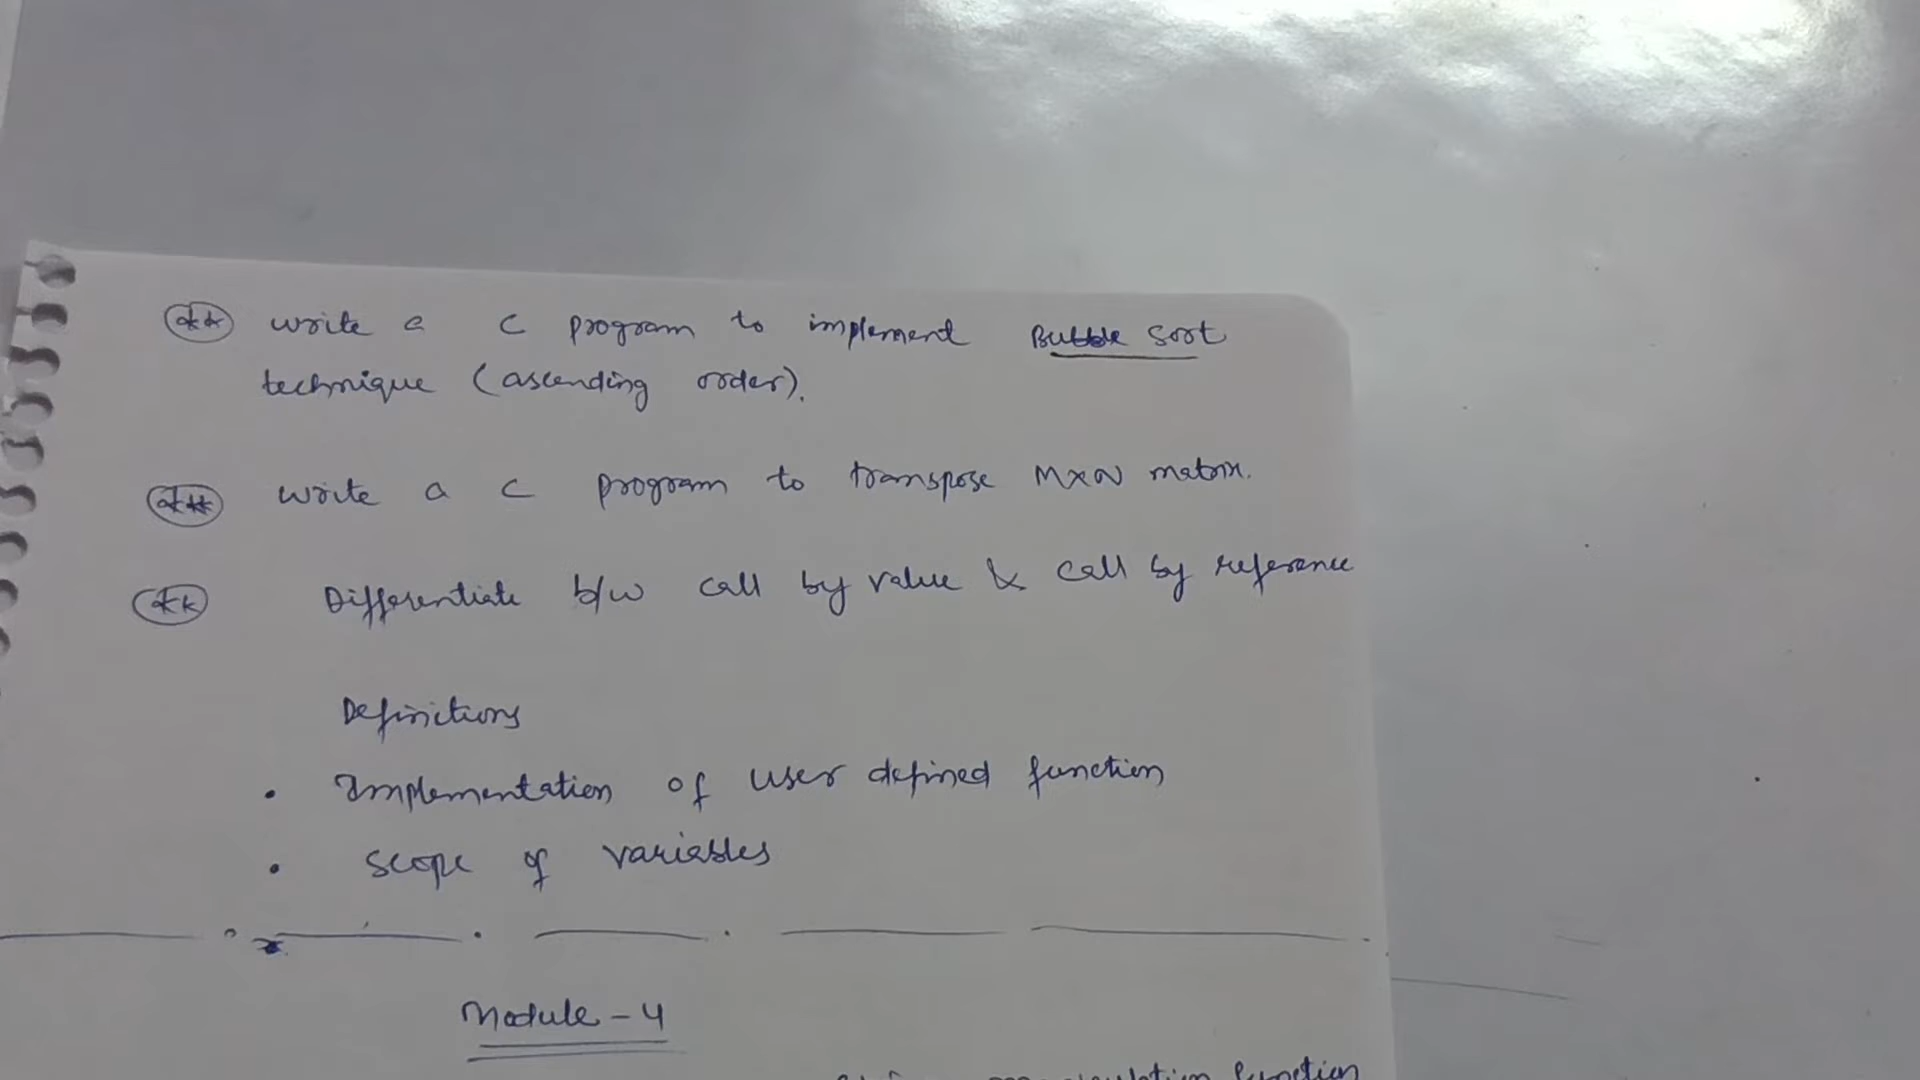 ** write a C program to implement Bubble Sort
technique (ascending order).
*** write a C program to transpose MxN matrix.
** Differentiate b/w call by value & call by reference
Definitions
• Implementation of user defined function
• scope of variables
Module - 4
function